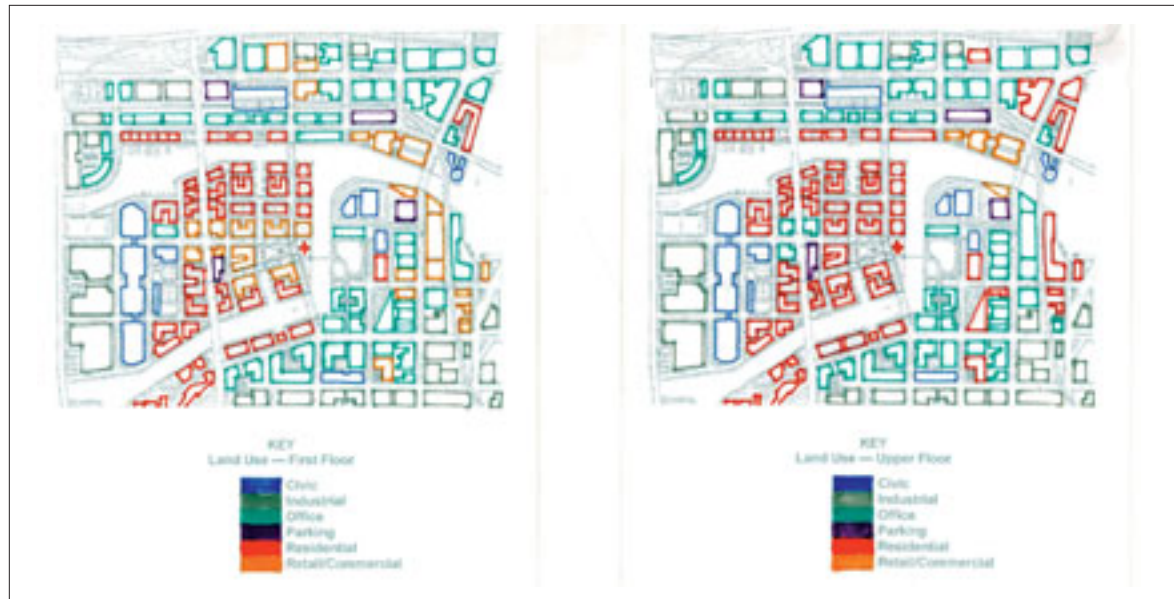 KEY
Land Use — First Floor
Civic
Industrial
Office
Parking
Residential
Retail/Commercial
KEY
Land Use — Upper Floor
Civic
Industrial
Office
Parking
Residential
Retail/Commercial